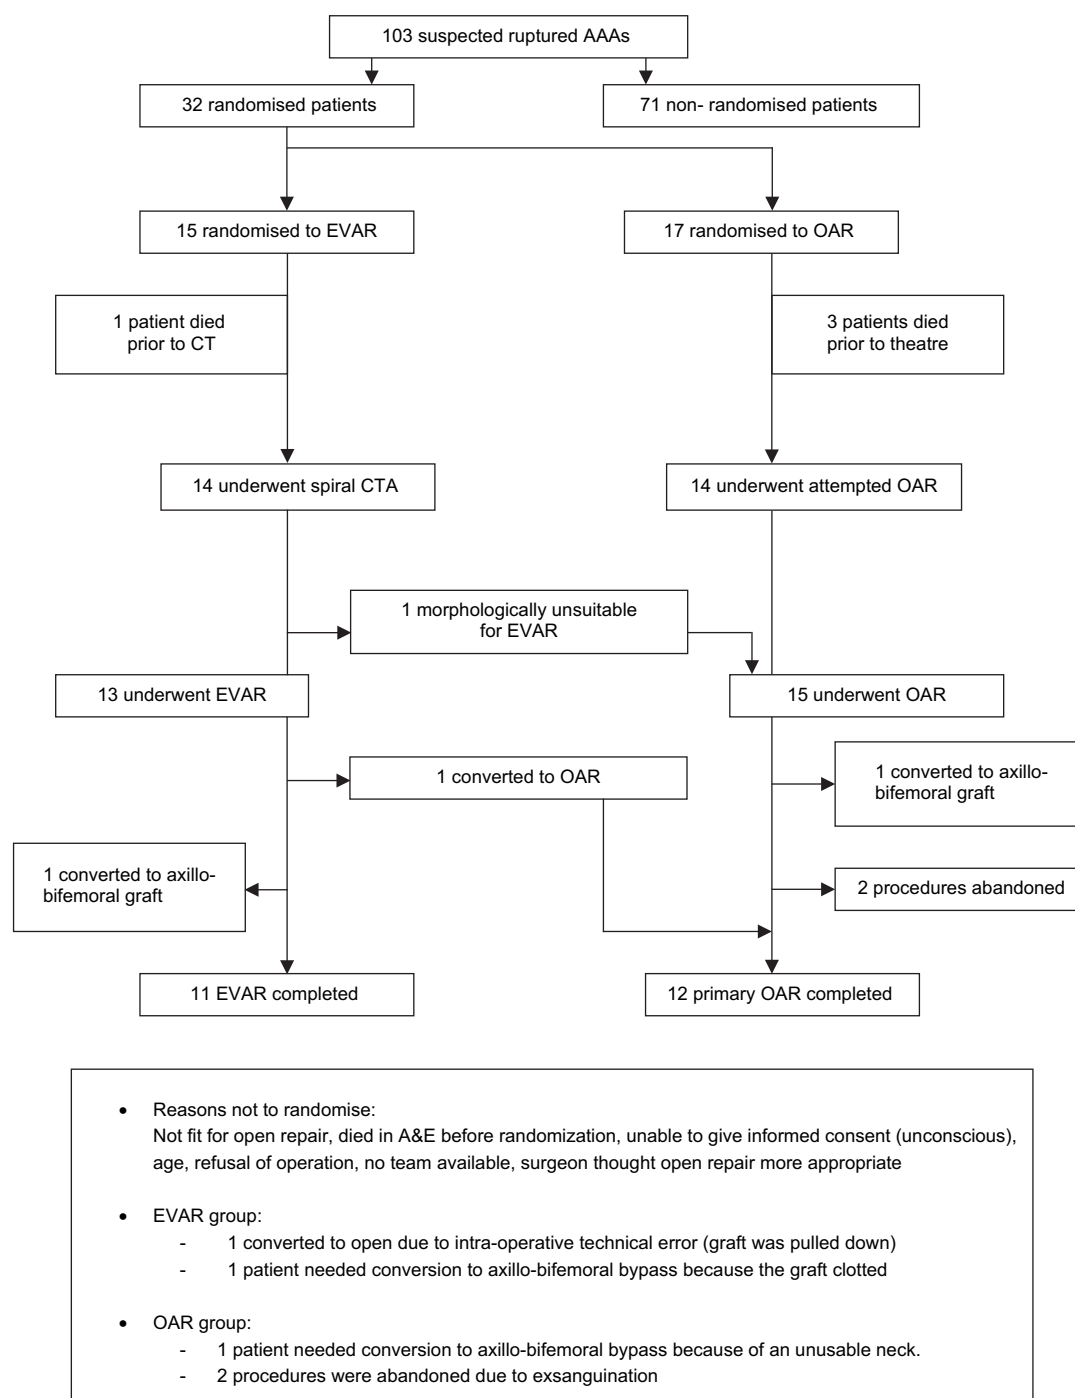 103 suspected ruptured AAAs
32 randomised patients
71 non- randomised patients
15 randomised to EVAR
17 randomised to OAR
1 patient died
prior to CT
3 patients died
prior to theatre
14 underwent spiral CTA
14 underwent attempted OAR
1 morphologically unsuitable
for EVAR
13 underwent EVAR
15 underwent OAR
1 converted to OAR
1 converted to axillo-
bifemoral graft
1 converted to axillo-
bifemoral graft
2 procedures abandoned
11 EVAR completed
12 primary OAR completed
• Reasons not to randomise:
Not fit for open repair, died in A&E before randomization, unable to give informed consent (unconscious),
age, refusal of operation, no team available, surgeon thought open repair more appropriate
• EVAR group:
- 1 converted to open due to intra-operative technical error (graft was pulled down)
- 1 patient needed conversion to axillo-bifemoral bypass because the graft clotted
• OAR group:
- 1 patient needed conversion to axillo-bifemoral bypass because of an unusable neck.
- 2 procedures were abandoned due to exsanguination